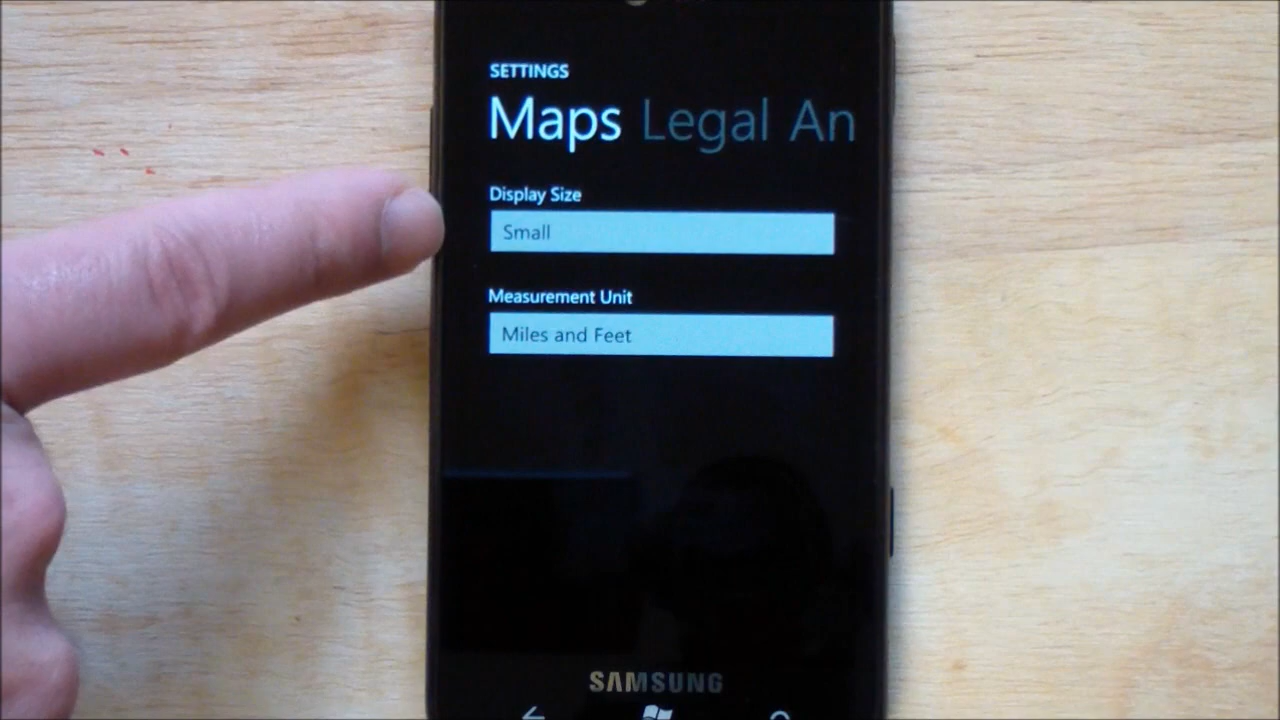 SETTINGS
Maps Legal An
Display Size
Small
Measurement Unit
Miles and Feet
SAMSUNG